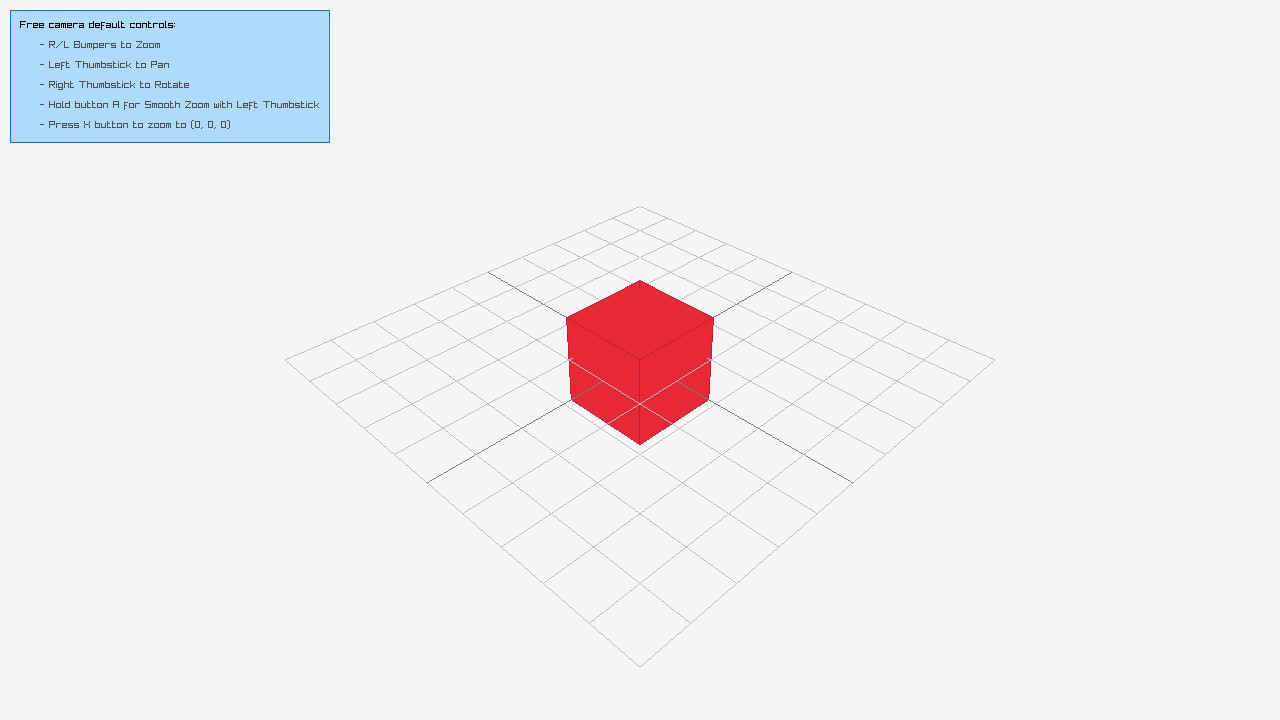 Free camera default controls:
- R/L Bumpers to Zoom
- Left Thumbstick to Pan
- Right Thumbstick to Rotate
- Hold button A for Smooth Zoom with Left Thumbstick
- Press X button to zoom to (0, 0, 0)